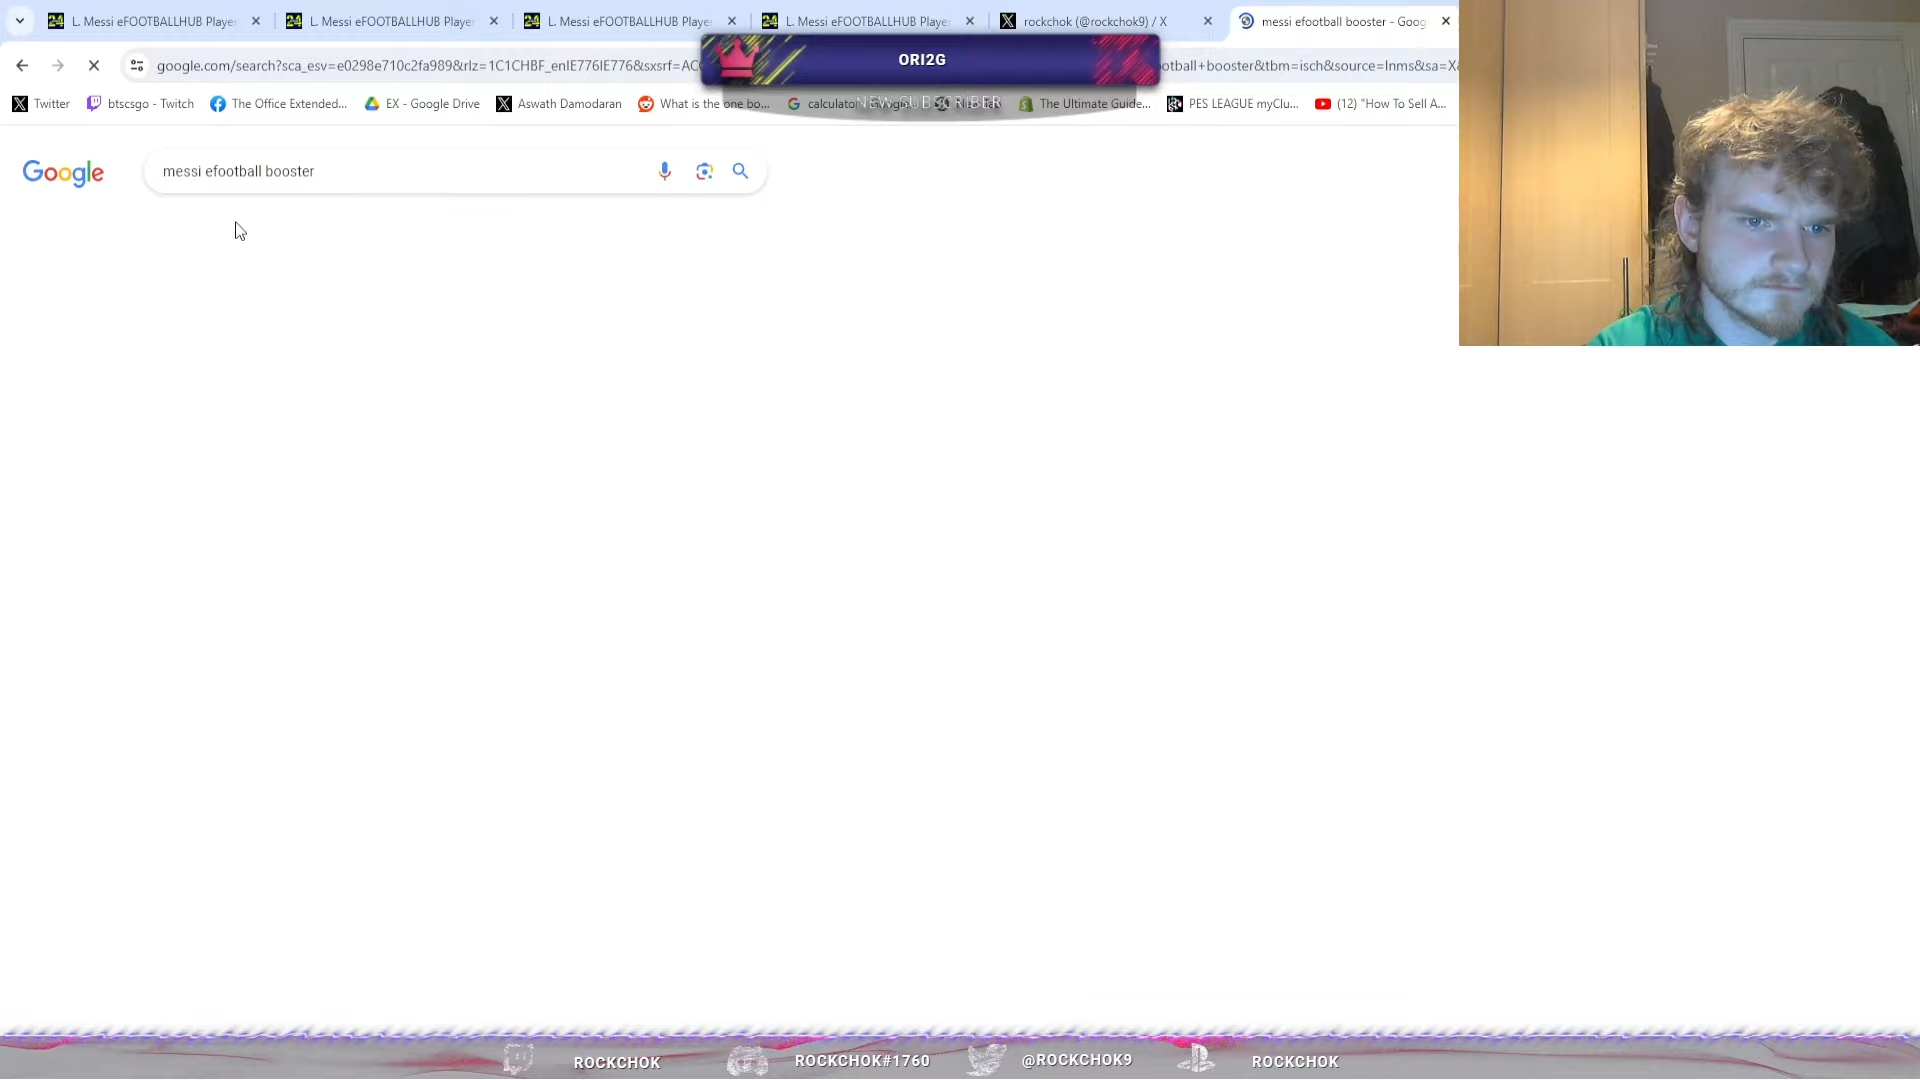 L. Messi eFOOTBALLHUB Player
L. Messi eFOOTBALLHUB Player
L. Messi eFOOTBALLHUB Player
L. Messi eFOOTBALLHUB Player
rockchok (@rockchok9) / X
messi efootball booster - Goog
ORI2G
google.com/search?sca_esv=e0298e710c2fa989&rlz=1C1CHBF_enIE776IE776&sxsrf=AC
otball+booster&tbm=isch&source=lnms&sa=X&
Twitter
btscsgo - Twitch
The Office Extended...
EX - Google Drive
Aswath Damodaran
What is the one bo...
calculato
NEW SUBSCRIBER
The Ultimate Guide...
PES LEAGUE myClu...
(12) "How To Sell A...
Google
messi efootball booster
ROCKCHOK
ROCKCHOK#1760
@ROCKCHOK9
ROCKCHOK